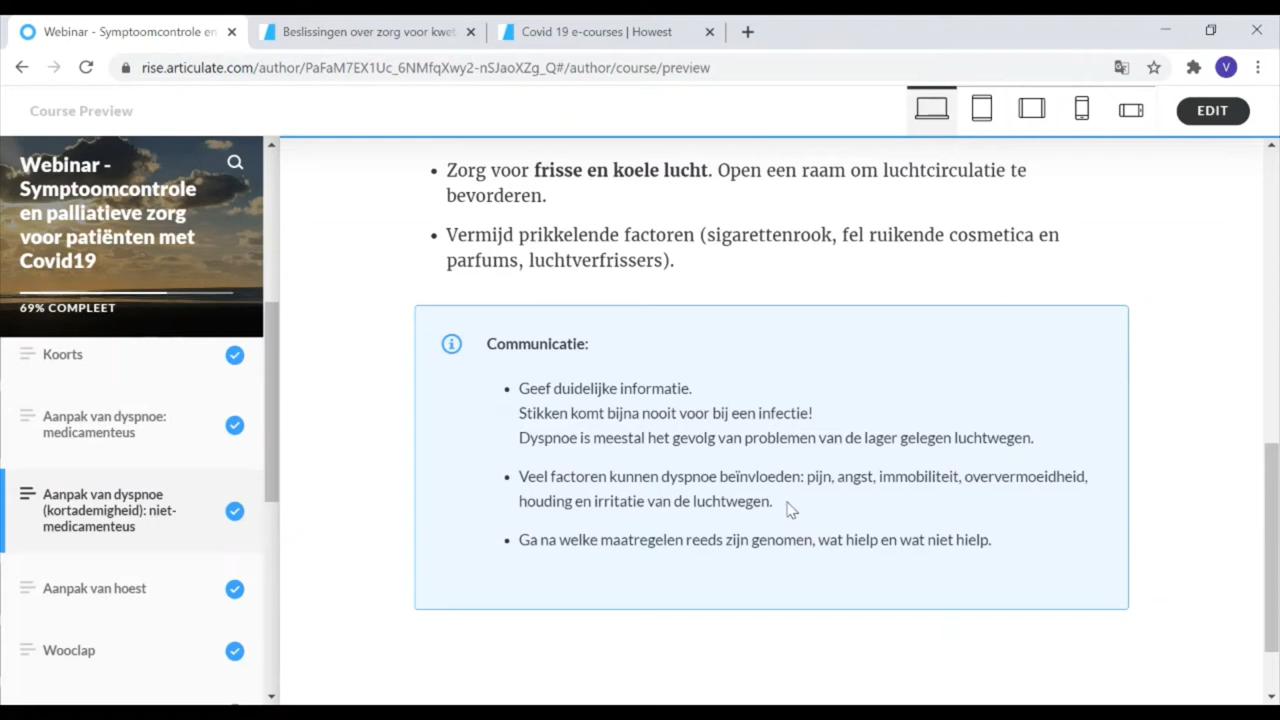 Webinar - Symptoomcontrole en
Beslissingen over zorg voor kwet
Covid 19 e-courses | Howest
rise.articulate.com/author/PaFaM7EX1Uc_6NMfqXwy2-nSJaoXZg_Q#/author/course/preview
V
Course Preview
EDIT
Webinar -
Symptoomcontrole
en palliatieve zorg
voor patiënten met
Covid19
69% COMPLEET
Koorts
Aanpak van dyspnoe:
medicamenteus
Aanpak van dyspnoe
(kortademigheid): niet-
medicamenteus
Aanpak van hoest
Wooclap
• Zorg voor frisse en koele lucht. Open een raam om luchtcirculatie te
bevorderen.
• Vermijd prikkelende factoren (sigarettenrook, fel ruikende cosmetica en
parfums, luchtverfrissers).
Communicatie:
• Geef duidelijke informatie.
Stikken komt bijna nooit voor bij een infectie!
Dyspnoe is meestal het gevolg van problemen van de lager gelegen luchtwegen.
• Veel factoren kunnen dyspnoe beïnvloeden: pijn, angst, immobiliteit, oververmoeidheid,
houding en irritatie van de luchtwegen.
• Ga na welke maatregelen reeds zijn genomen, wat hielp en wat niet hielp.